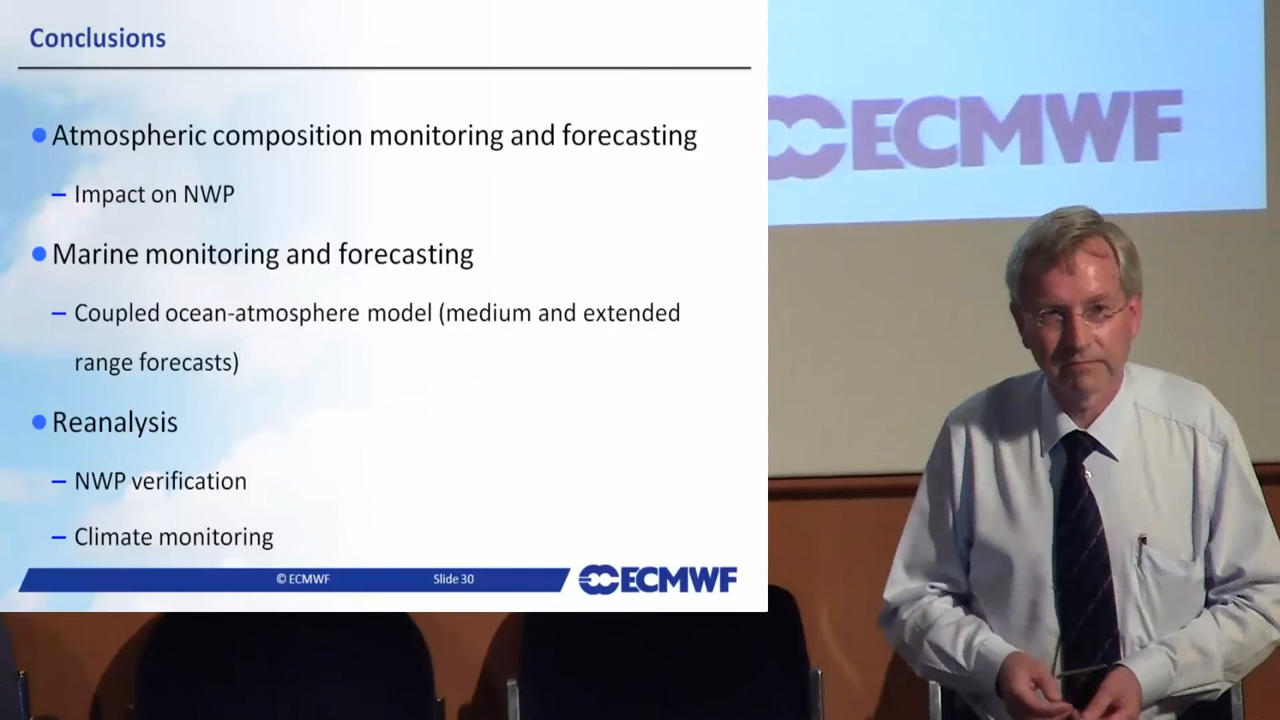 Conclusions
Atmospheric composition monitoring and forecasting
– Impact on NWP
Marine monitoring and forecasting
– Coupled ocean-atmosphere model (medium and extended
range forecasts)
Reanalysis
– NWP verification
– Climate monitoring
© ECMWF Slide 30 ECMWF
ECMWF